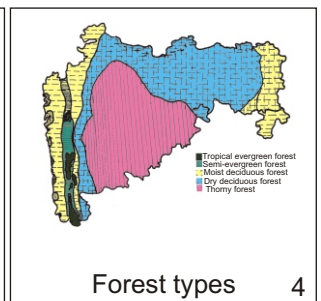 Tropical evergreen forest
Semi-evergreen forest
Moist deciduous forest
Dry deciduous forest
Thorny forest
Forest types
4